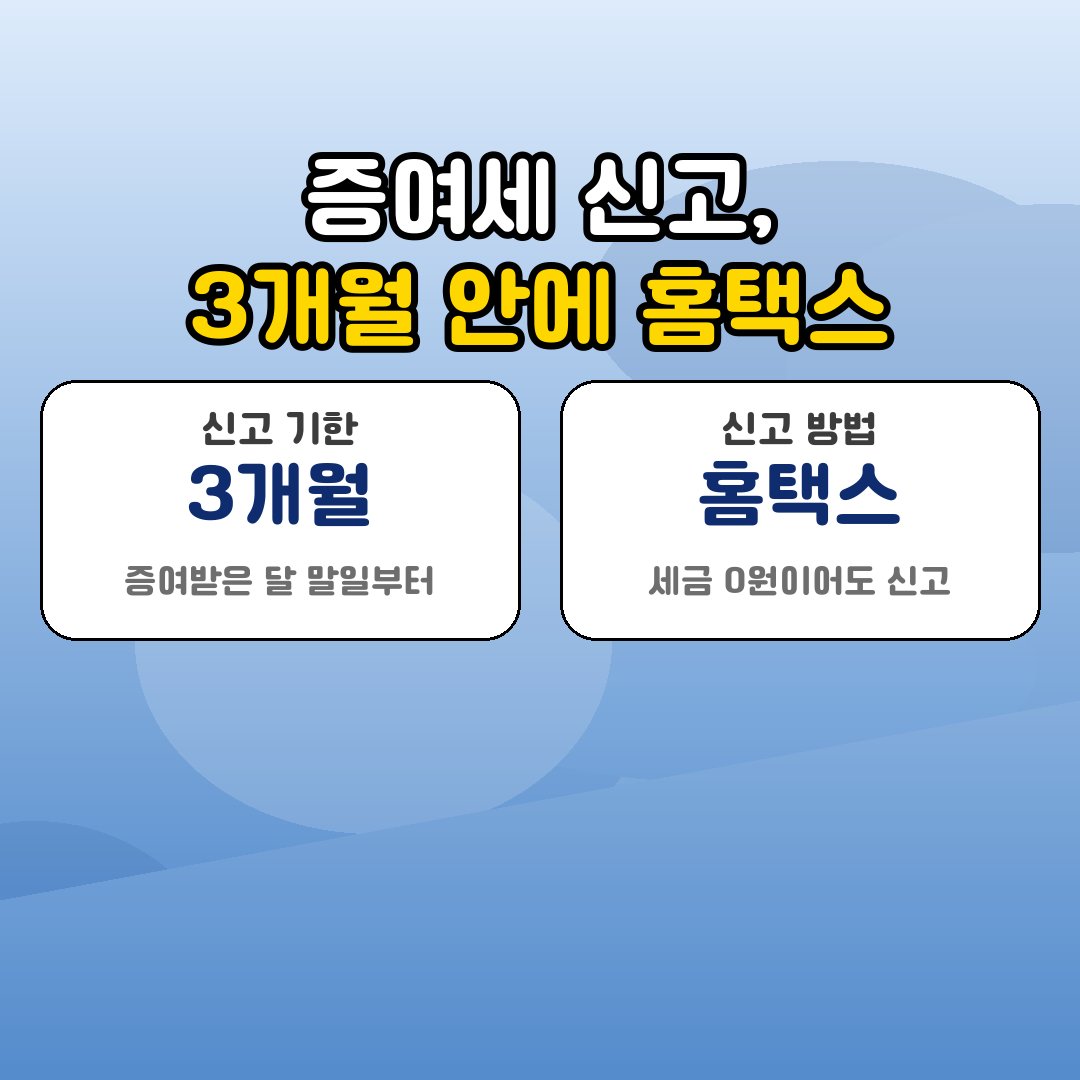 증여세 신고,
3개월 안에 홈택스
신고 기한
3개월
증여받은 달 말일부터
신고 방법
홈택스
세금 0원이어도 신고